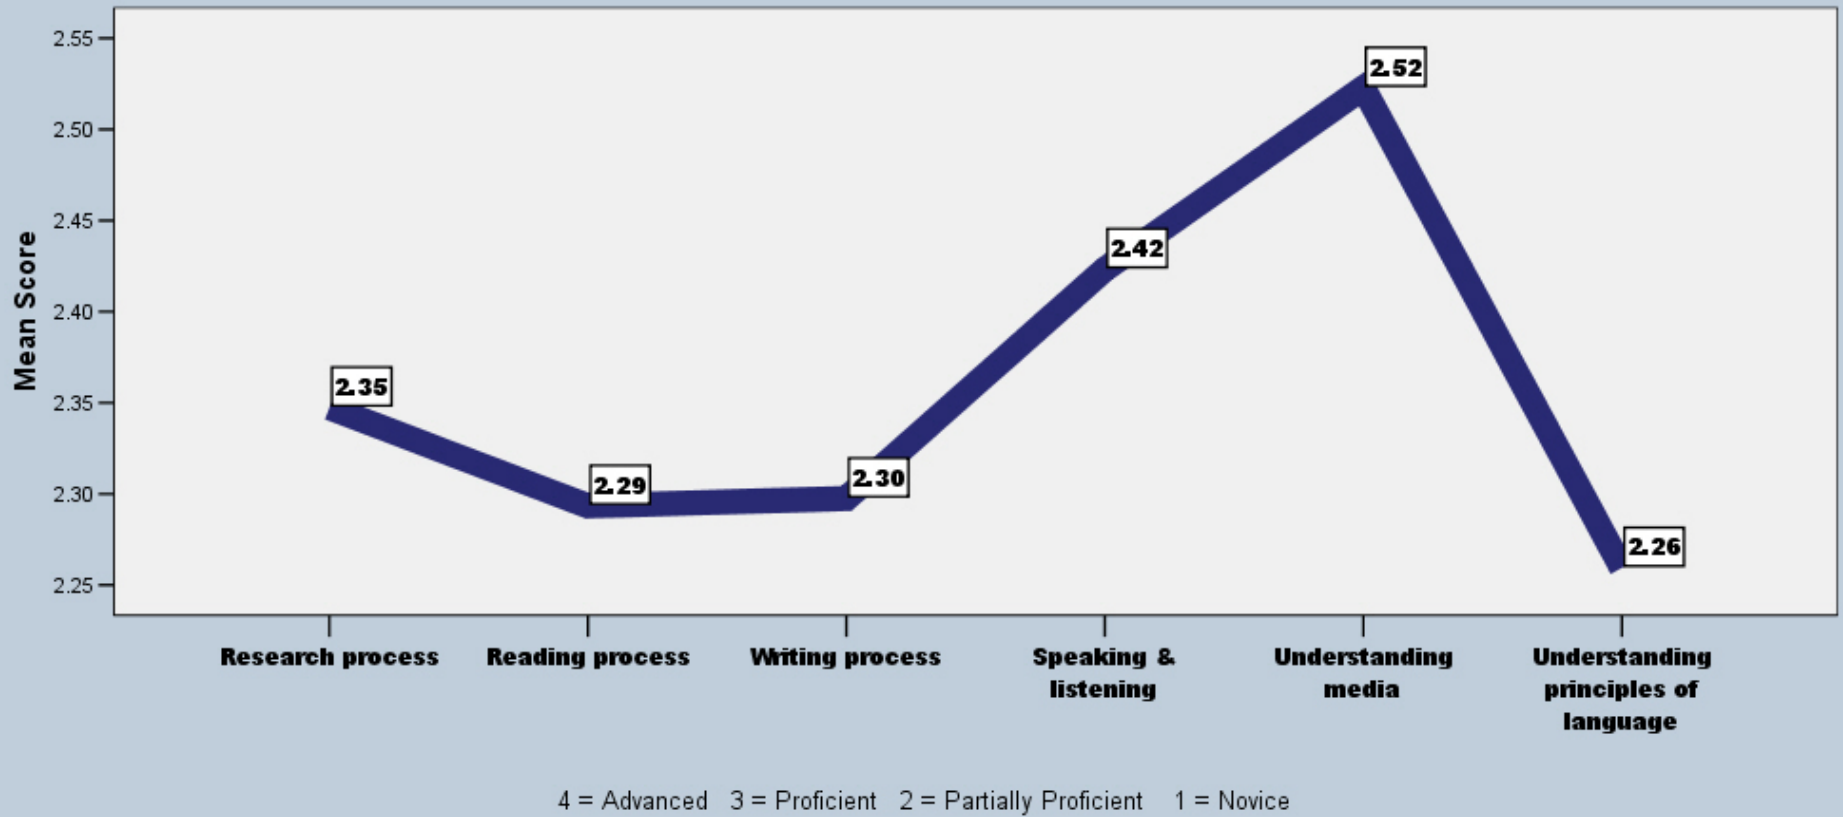 2.55
2.50
2.45
2.40
2.35
2.30
2.25
Mean Score
2.35
2.29
2.30
2.42
2.52
2.26
Research process
Reading process
Writing process
Speaking &
listening
Understanding
media
Understanding
principles of
language
4 = Advanced 3 = Proficient 2 = Partially Proficient 1 = Novice